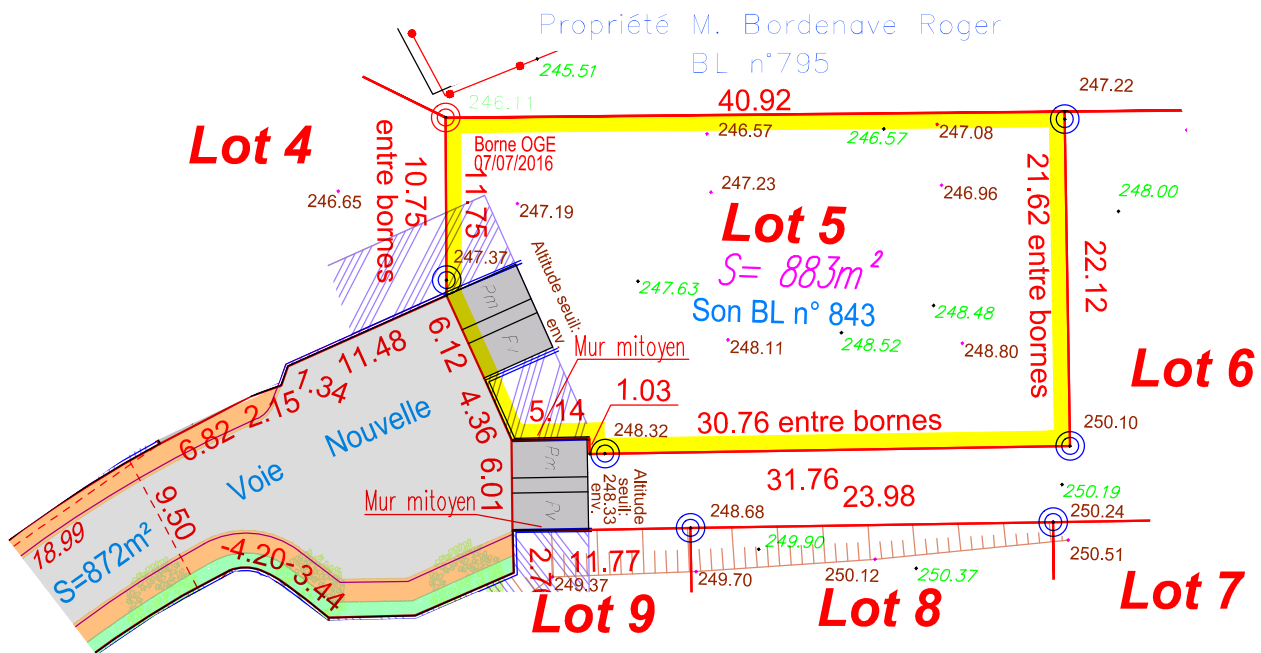 Propriété M. Bordenave Roger
BL n°795
245.51
246.11
40.92
247.22
Lot 4
entre bornes
10.75
Borne OGE
07/07/2016
11.75
246.57
246.57
247.08
21.62 entre bornes
22.12
248.00
246.65
247.19
247.23
246.96
Lot 5
S= 883m²
Son BL n° 843
247.37
Altitude seuil:
env.
247.63
248.48
248.11
248.52
248.80
Pm
Pv
6.12
11.48
1.34
2.15
6.82
4.36
Mur mitoyen
5.14
1.03
248.32
30.76 entre bornes
250.10
Lot 6
Voie Nouvelle
9.50
18.99
S=872m²
6.01
Pm
Pv
Mur mitoyen
Altitude
seuil:
248.33
env.
31.76
23.98
250.19
248.68
250.24
249.90
250.51
-4.20-3.44
11.77
249.37
249.70
250.12
250.37
Lot 9
Lot 8
Lot 7